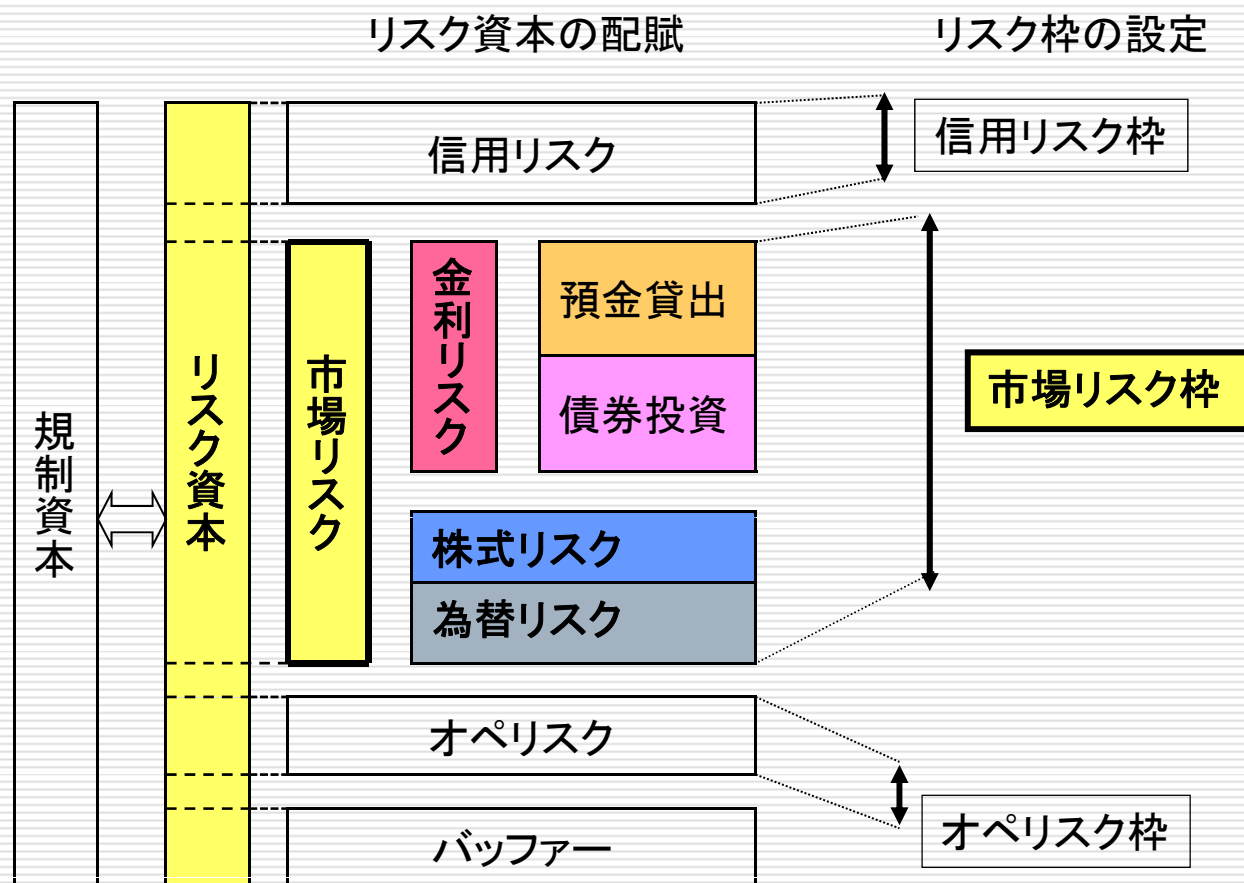 リスク資本の配賦
リスク枠の設定
規制資本
リスク資本
信用リスク
信用リスク枠
市場リスク
金利リスク
預金貸出
債券投資
市場リスク枠
株式リスク
為替リスク
オペリスク
オペリスク枠
バッファー